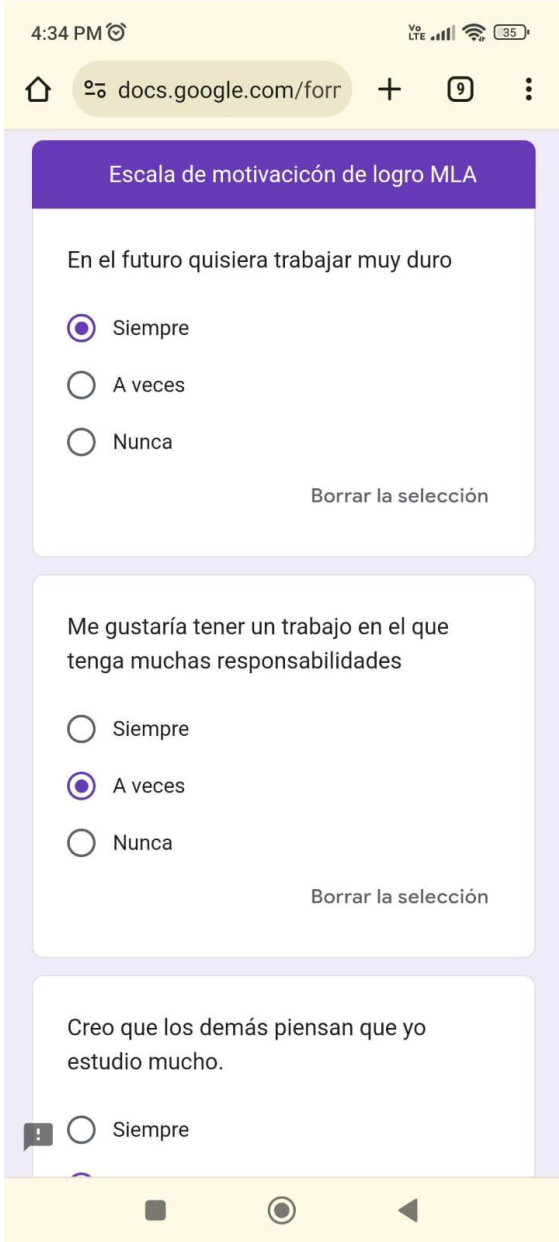 4:34 PM
Vo LTE 35
docs.google.com/forr
9
Escala de motivacicón de logro MLA
En el futuro quisiera trabajar muy duro
Siempre
A veces
Nunca
Borrar la selección
Me gustaría tener un trabajo en el que
tenga muchas responsabilidades
Siempre
A veces
Nunca
Borrar la selección
Creo que los demás piensan que yo
estudio mucho.
Siempre